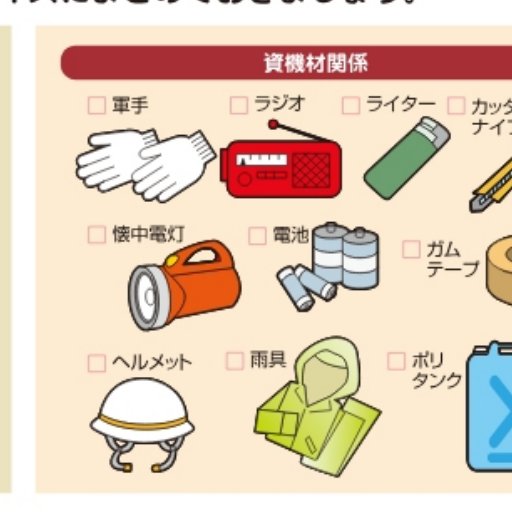 資機材関係
□ 軍手
□ ラジオ
□ ライター
□ カッタ
ナイフ
□ 懐中電灯
□ 電池
□ ガム
テープ
□ ヘルメット
□ 雨具
□ ポリ
タンク